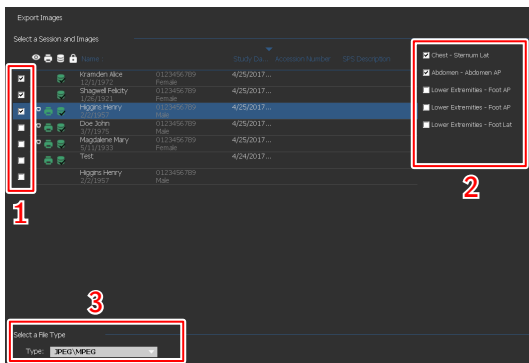 Export Images
Select a Session and Images
Name Study De... Accession Number SPS Description
Kramden Alice 0123456789 4/25/2017...
12/1/1972 Female
Shagwell Felicity 0123456789 4/25/2017...
1/26/1921 Female
Higgins Henry 0123456789 4/25/2017...
2/2/1957 Male
Doe John 0123456789 4/25/2017...
3/7/1975 Male
Magdalene Mary 0123456789 4/25/2017...
5/11/1933 Female
Test 4/24/2017...
Higgins Henry 0123456789
2/2/1957 Male
1
Chest - Sternum Lat
Abdomen - Abdomen AP
Lower Extremities - Foot AP
Lower Extremities - Foot AP
Lower Extremities - Foot Lat
2
3
Select a File Type
Type: JPEG\MPEG